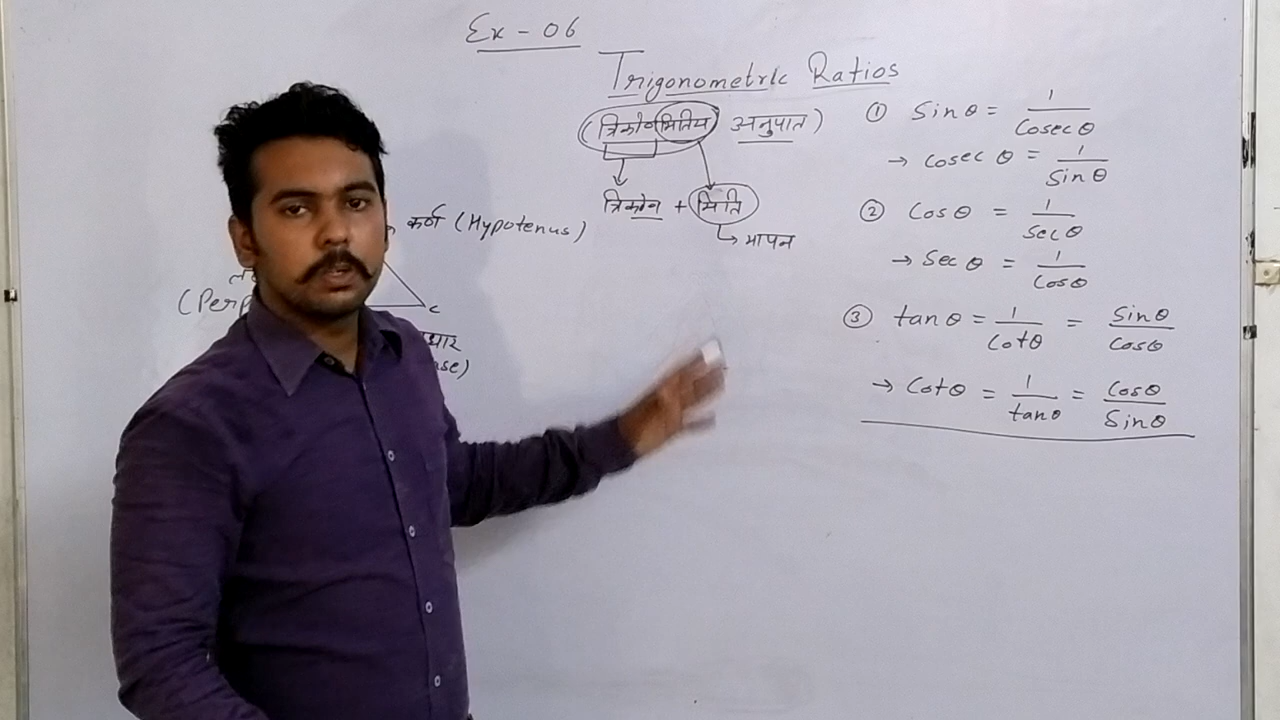 Ex - 06
Trigonometric Ratios
(त्रिकोणमितिय अनुपात)
त्रिकोण + मिति
↳ मापन
कर्ण (Hypotenus)
(Perp
c
① Sinθ = 1/Cosecθ
→ Cosec θ = 1/Sinθ
② Cosθ = 1/Secθ
→ Sec θ = 1/Cosθ
③ tanθ = 1/Cotθ = Sinθ/Cosθ
→ Cotθ = 1/tanθ = Cosθ/Sinθ